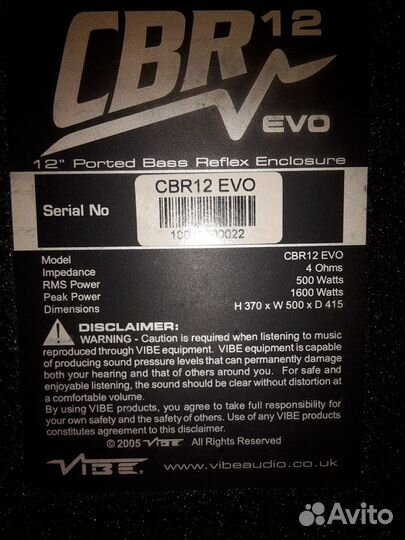 CBR 12
EVO
12" Ported Bass Reflex Enclosure
Serial No
CBR12 EVO
Model CBR12 EVO
Impedance 4 Ohms
RMS Power 500 Watts
Peak Power 1600 Watts
Dimensions H 370 x W 500 x D 415
DISCLAIMER:
WARNING - Caution is required when listening to music
reproduced through VIBE equipment. VIBE equipment is capable
of producing sound pressure levels that can permanently damage
both your hearing and that of others around you. For safe and
enjoyable listening, the sound should be clear without distortion at
a comfortable volume.
By using VIBE products, you agree to take full responsibility for
your own safety and the safety of others. Use of any VIBE products
constitutes agreement to this disclaimer.
© 2005 VIBE All Rights Reserved
VIBE www.vibeaudio.co.uk
Avito